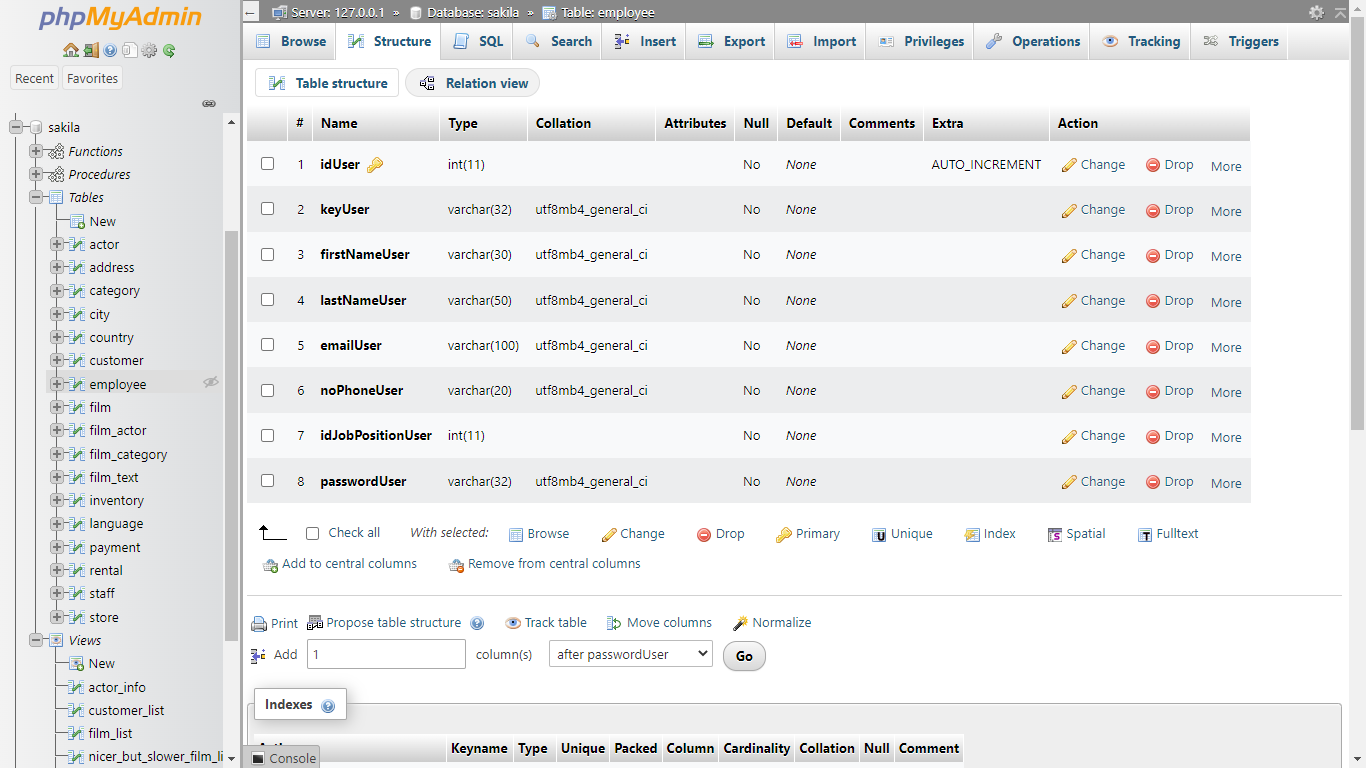 phpMyAdmin
Recent Favorites
sakila
Functions
Procedures
Tables
New
actor
address
category
city
country
customer
employee
film
film_actor
film_category
film_text
inventory
language
payment
rental
staff
store
Views
New
actor_info
customer_list
film_list
nicer_but_slower_film_li
Server: 127.0.0.1 » Database: sakila » Table: employee
Browse Structure SQL Search Insert Export Import Privileges Operations Tracking Triggers
Table structure Relation view
# Name Type Collation Attributes Null Default Comments Extra Action
1 idUser int(11) No None AUTO_INCREMENT Change Drop More
2 keyUser varchar(32) utf8mb4_general_ci No None Change Drop More
3 firstNameUser varchar(30) utf8mb4_general_ci No None Change Drop More
4 lastNameUser varchar(50) utf8mb4_general_ci No None Change Drop More
5 emailUser varchar(100) utf8mb4_general_ci No None Change Drop More
6 noPhoneUser varchar(20) utf8mb4_general_ci No None Change Drop More
7 idJobPositionUser int(11) No None Change Drop More
8 passwordUser varchar(32) utf8mb4_general_ci No None Change Drop More
Check all With selected: Browse Change Drop Primary Unique Index Spatial Fulltext
Add to central columns Remove from central columns
Print Propose table structure Track table Move columns Normalize
Add 1 column(s) after passwordUser Go
Indexes
Keyname Type Unique Packed Column Cardinality Collation Null Comment
Console